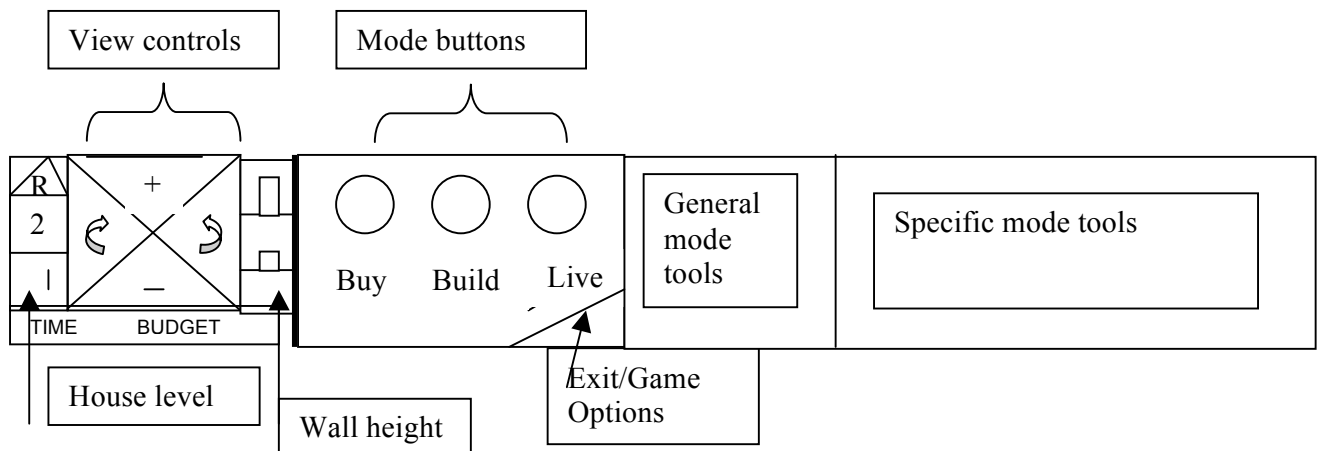 View controls
Mode buttons
R
+
2
General
mode
tools
Specific mode tools
Buy
Build
Live
–
TIME
BUDGET
House level
Exit/Game
Options
Wall height